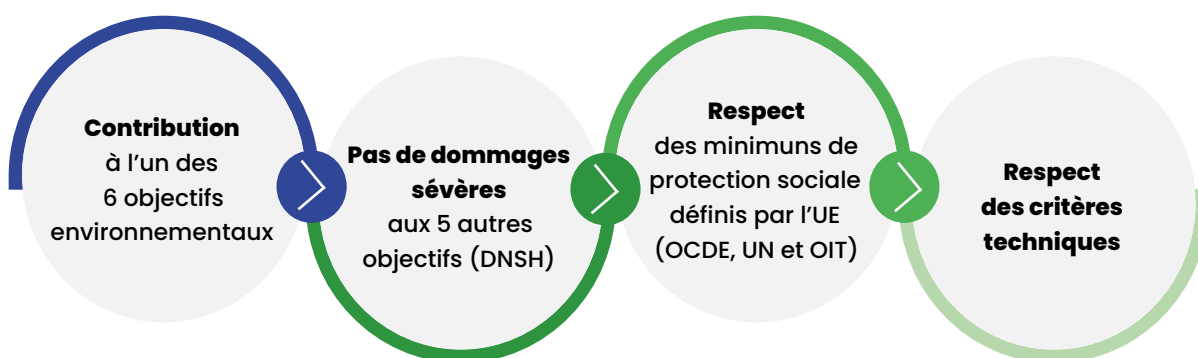 Contribution
à l’un des
6 objectifs
environnementaux
Pas de dommages
sévères
aux 5 autres
objectifs (DNSH)
Respect
des minimuns de
protection sociale
définis par l’UE
(OCDE, UN et OIT)
Respect
des critères
techniques